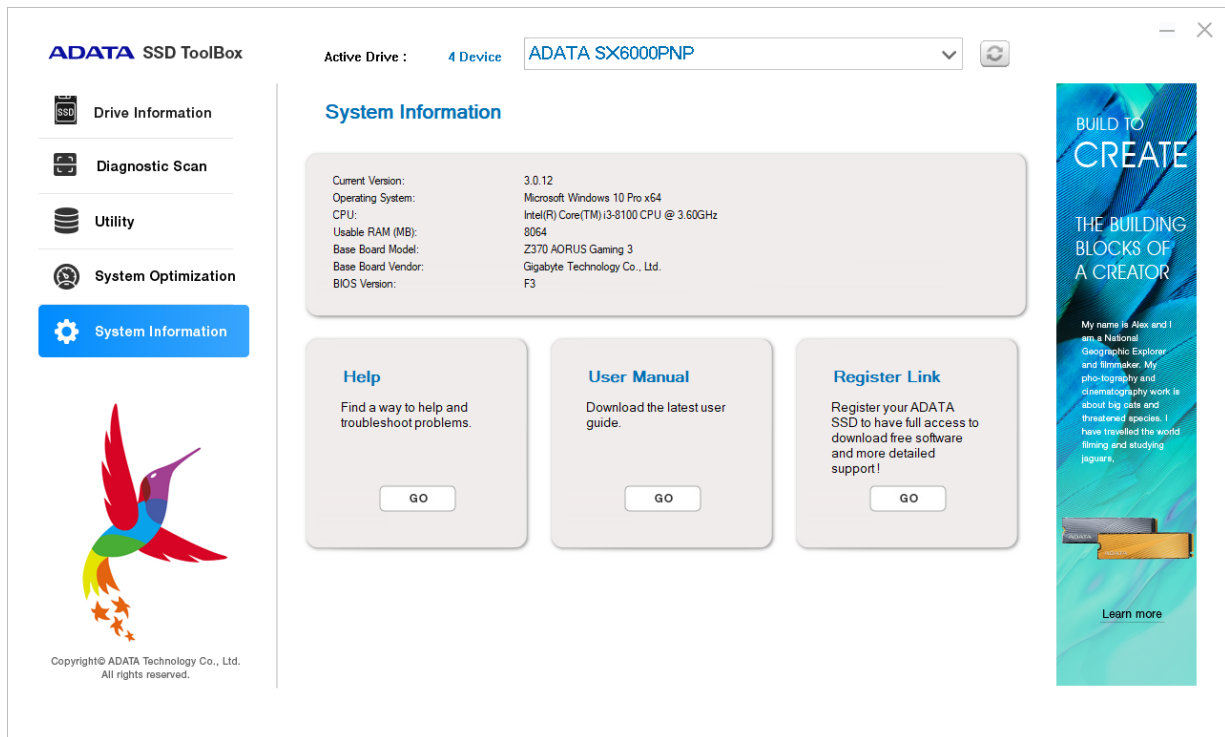 ADATA SSD ToolBox
Active Drive : 4 Device ADATA SX6000PNP
SSD
Drive Information
Diagnostic Scan
Utility
System Optimization
System Information
Copyright© ADATA Technology Co., Ltd.
All rights reserved.
System Information
Current Version: 3.0.12
Operating System: Microsoft Windows 10 Pro x64
CPU: Intel(R) Core(TM) i3-8100 CPU @ 3.60GHz
Usable RAM (MB): 8064
Base Board Model: Z370 AORUS Gaming 3
Base Board Vendor: Gigabyte Technology Co., Ltd.
BIOS Version: F3
Help
Find a way to help and
troubleshoot problems.
GO
User Manual
Download the latest user
guide.
GO
Register Link
Register your ADATA
SSD to have full access to
download free software
and more detailed
support!
GO
BUILD TO
CREATE
THE BUILDING
BLOCKS OF
A CREATOR
My name is Alex and I
am a National
Geographic Explorer
and filmmaker. My
pho-tography and
cinematography work is
about big cats and
threatened species. I
have travelled the world
filming and studying
jaguars,
ADATA
ADATA
Learn more